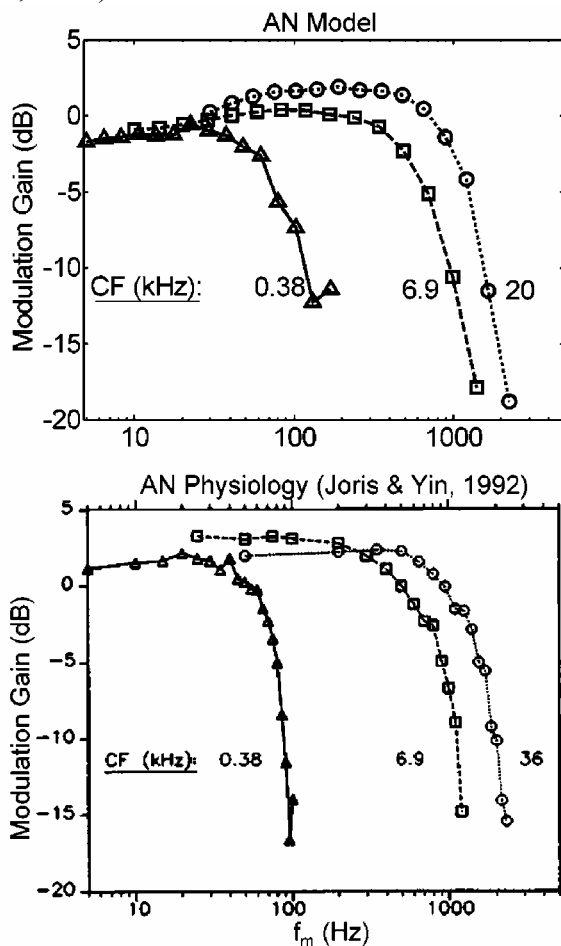 AN Model
5
0
-5
-10
-15
-20
Modulation Gain (dB)
CF (kHz): 0.38 6.9 20
10 100 1000
AN Physiology (Joris & Yin, 1992)
5
0
-5
-10
-15
-20
Modulation Gain (dB)
CF (kHz): 0.38 6.9 36
10 100 1000
fm (Hz)